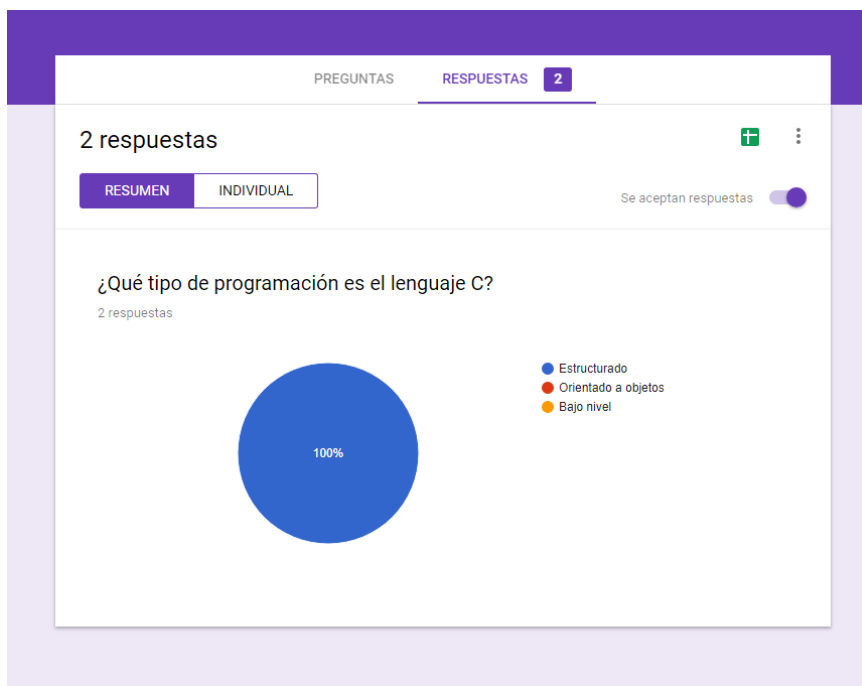 PREGUNTAS RESPUESTAS 2
2 respuestas
RESUMEN INDIVIDUAL
Se aceptan respuestas
¿Qué tipo de programación es el lenguaje C?
2 respuestas
100%
Estructurado
Orientado a objetos
Bajo nivel